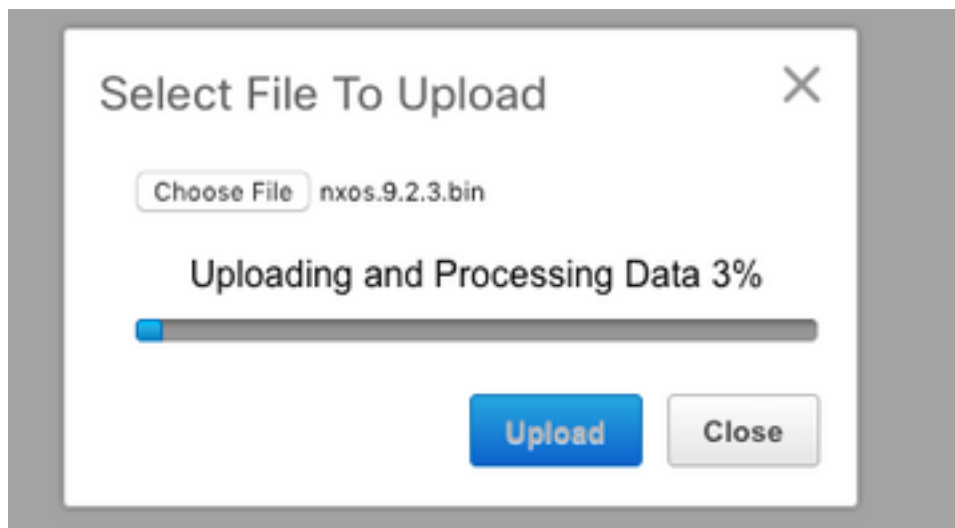 Select File To Upload
Choose File nxos.9.2.3.bin
Uploading and Processing Data 3%
Upload Close